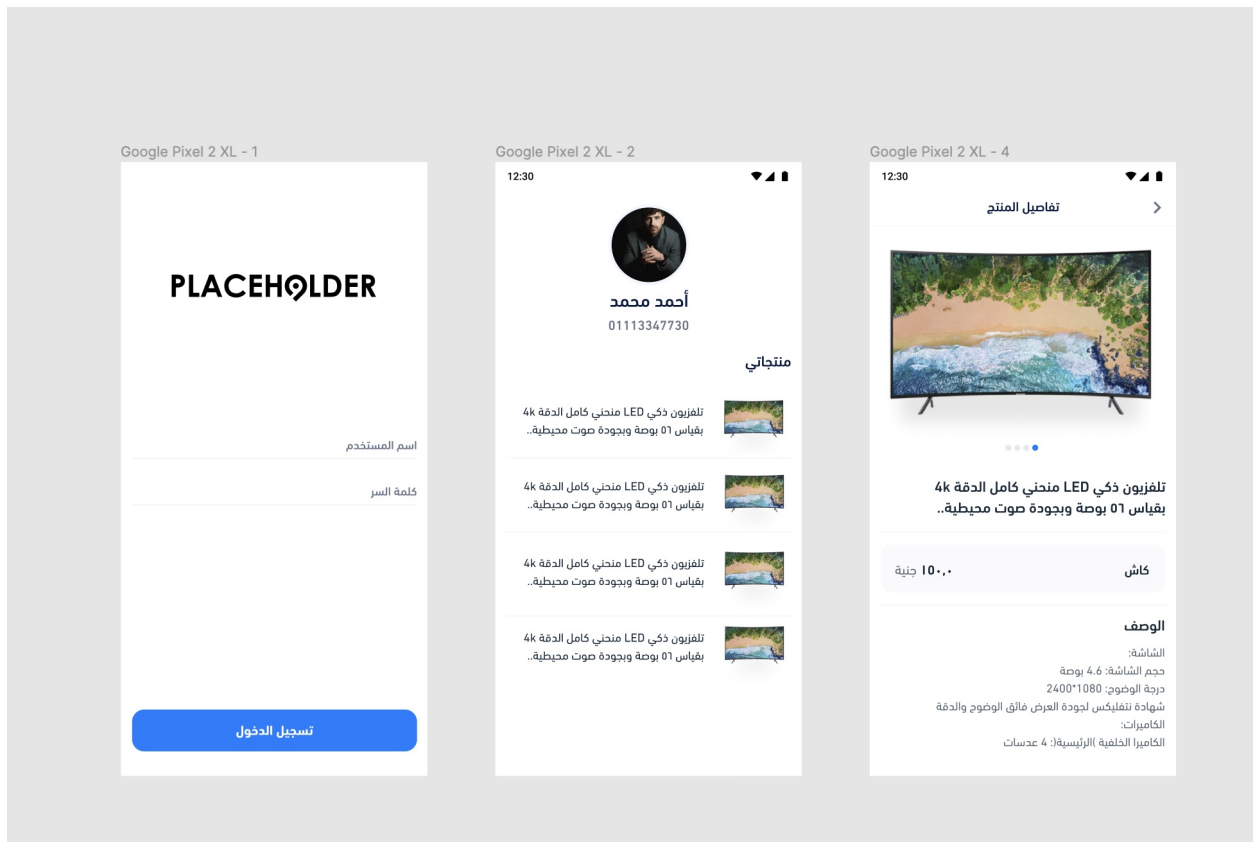 Google Pixel 2 XL - 1
PLACEHOLDER
اسم المستخدم
كلمة السر
تسجيل الدخول
Google Pixel 2 XL - 2
12:30
أحمد محمد
01113347730
منتجاتي
تلفزيون ذكي LED منحني كامل الدقة 4k
بقياس ٥٦ بوصة وبجودة صوت محيطية..
تلفزيون ذكي LED منحني كامل الدقة 4k
بقياس ٥٦ بوصة وبجودة صوت محيطية..
تلفزيون ذكي LED منحني كامل الدقة 4k
بقياس ٥٦ بوصة وبجودة صوت محيطية..
تلفزيون ذكي LED منحني كامل الدقة 4k
بقياس ٥٦ بوصة وبجودة صوت محيطية..
Google Pixel 2 XL - 4
12:30
تفاصيل المنتج
تلفزيون ذكي LED منحني كامل الدقة 4k
بقياس ٥٦ بوصة وبجودة صوت محيطية..
كاش
١٥٠,٠ جنية
الوصف
الشاشة:
حجم الشاشة: 4.6 بوصة
درجة الوضوح: 1080*2400
شهادة نتفليكس لجودة العرض فائق الوضوح والدقة
الكاميرات:
الكاميرا الخلفية )الرئيسية(: 4 عدسات